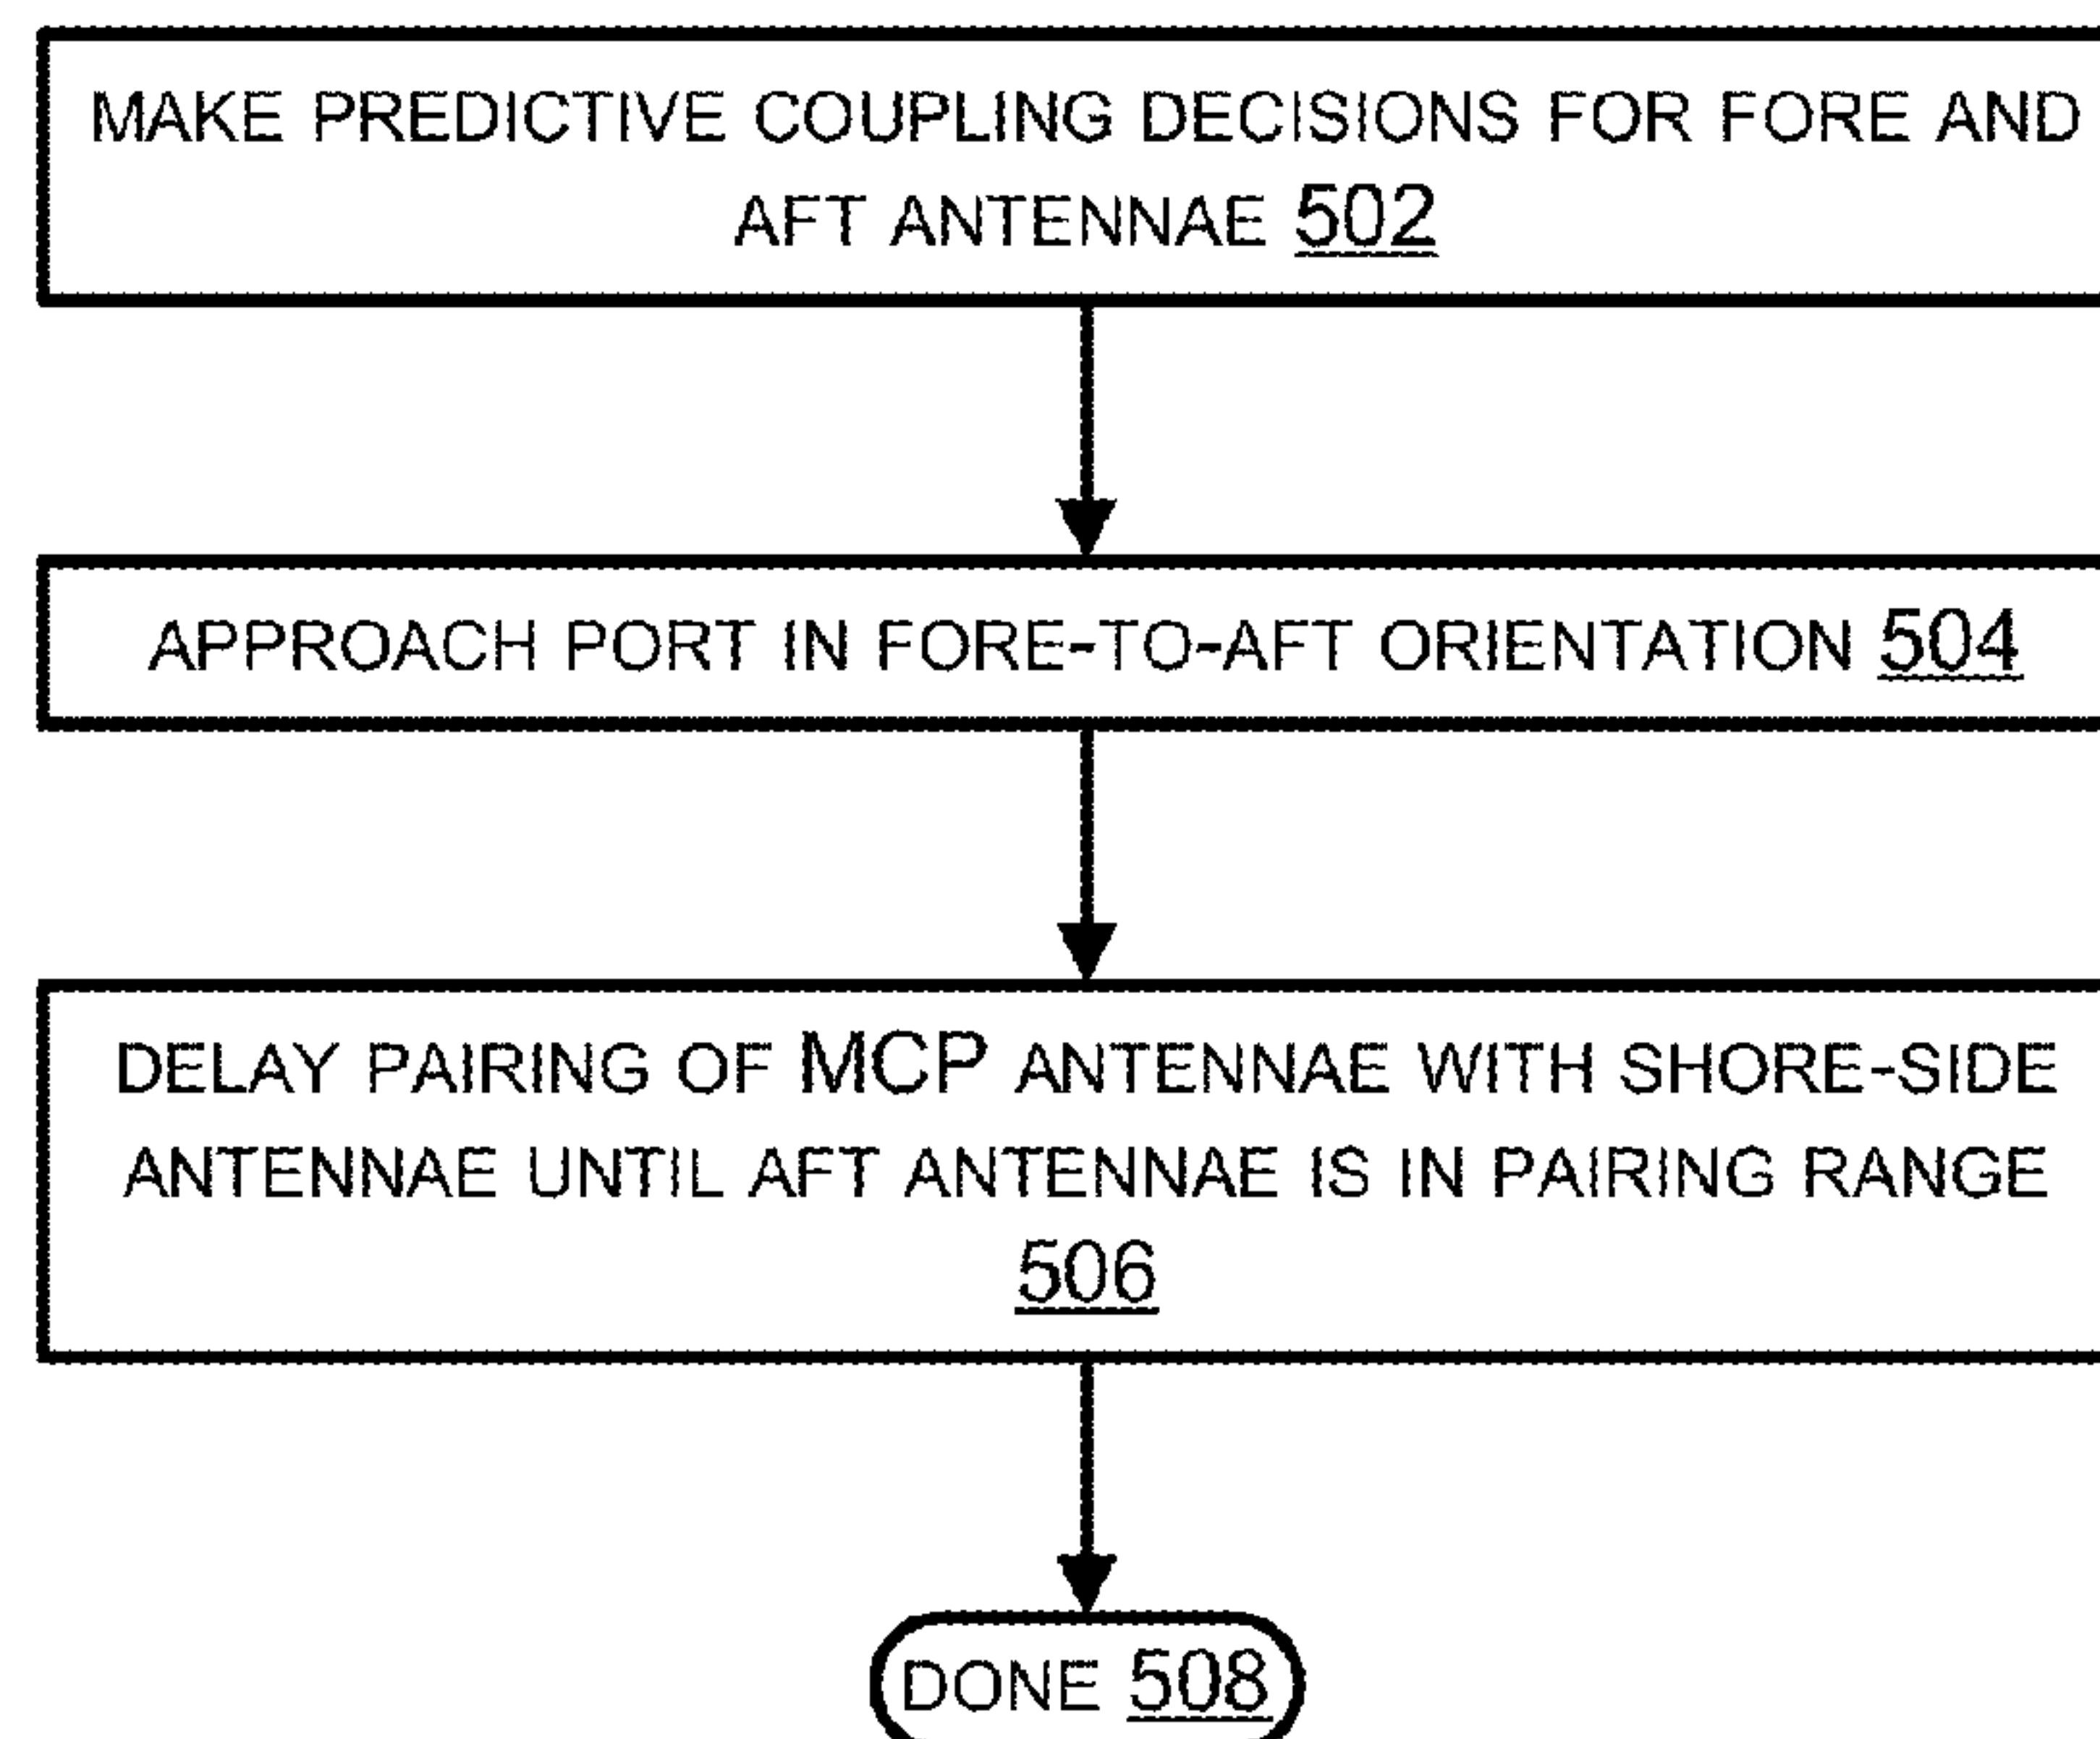 MAKE PREDICTIVE COUPLING DECISIONS FOR FORE AND
AFT ANTENNAE 502
APPROACH PORT IN FORE-TO-AFT ORIENTATION 504
DELAY PAIRING OF MCP ANTENNAE WITH SHORE-SIDE
ANTENNAE UNTIL AFT ANTENNAE IS IN PAIRING RANGE
506
DONE 508